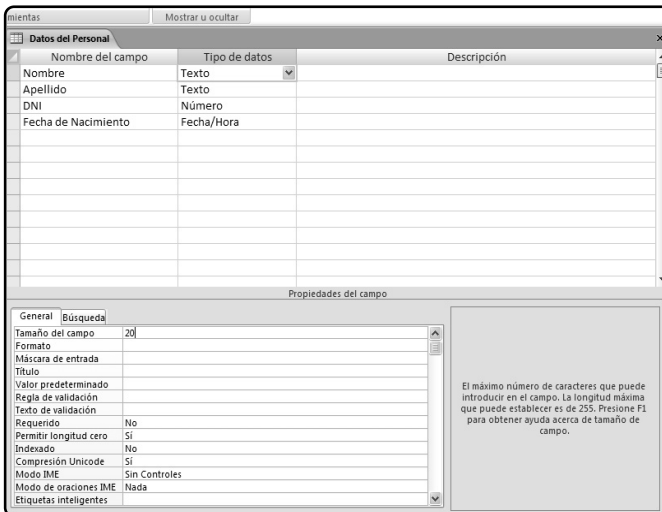 mientas
Mostrar u ocultar
Datos del Personal
Nombre del campo Tipo de datos Descripción
Nombre Texto
Apellido Texto
DNI Número
Fecha de Nacimiento Fecha/Hora
Propiedades del campo
General Búsqueda
Tamaño del campo 20
Formato
Máscara de entrada
Título
Valor predeterminado
Regla de validación
Texto de validación
Requerido No
Permitir longitud cero Sí
Indexado No
Compresión Unicode Sí
Modo IME Sin Controles
Modo de oraciones IME Nada
Etiquetas inteligentes
El máximo número de caracteres que puede
introducir en el campo. La longitud máxima
que puede establecer es de 255. Presione F1
para obtener ayuda acerca de tamaño de
campo.